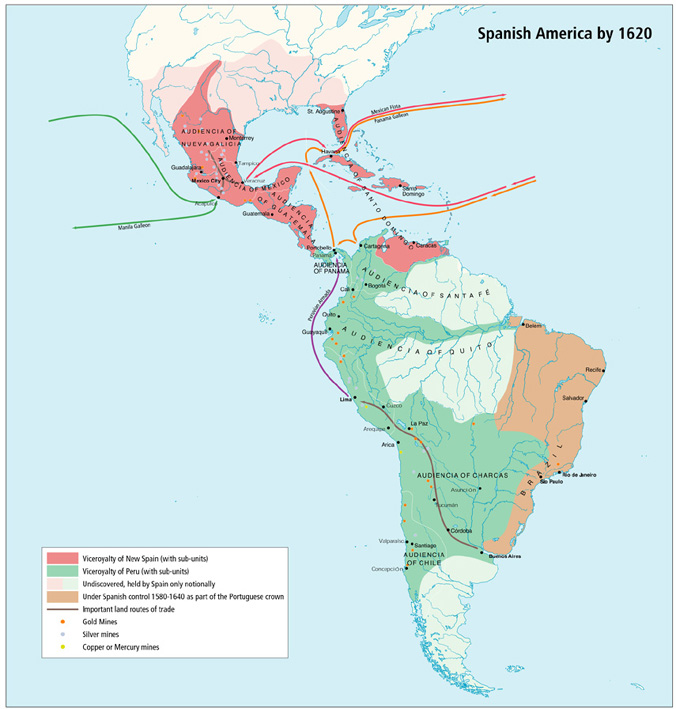 Spanish America by 1620
Mexican Flota
Panama Galleon
St. Augustine
AUDIENCIA OF
NUEVA GALICIA
Monterrey
Tampico
Guadalajara
Mexico City
Veracruz
AUDIENCIA OF MEXICO
Acapulco
AUDIENCIA
OF GUATEMALA
Guatemala
Havana
AUDIENCIA OF SANTO DOMINGO
Santo
Domingo
Manila Galleon
Portobello
Panama
AUDIENCIA
OF PANAMA
Cartagena
Caracas
AUDIENCIA OF SANTA FÉ
Bogota
Cali
Peruvian Armada
Quito
Guayaquil
AUDIENCIA OF QUITO
Belem
Recife
Salvador
Lima
Cuzco
Arequipa
La Paz
Arica
AUDIENCIA OF CHARCAS
Asunción
BRAZIL
Rio de Janeiro
São Paulo
Tucumán
Córdoba
Valparaíso
Santiago
Buenos Aires
AUDIENCIA
OF CHILE
Concepción
Viceroyalty of New Spain (with sub-units)
Viceroyalty of Peru (with sub-units)
Undiscovered, held by Spain only notionally
Under Spanish control 1580-1640 as part of the Portuguese crown
Important land routes of trade
Gold Mines
Silver mines
Copper or Mercury mines